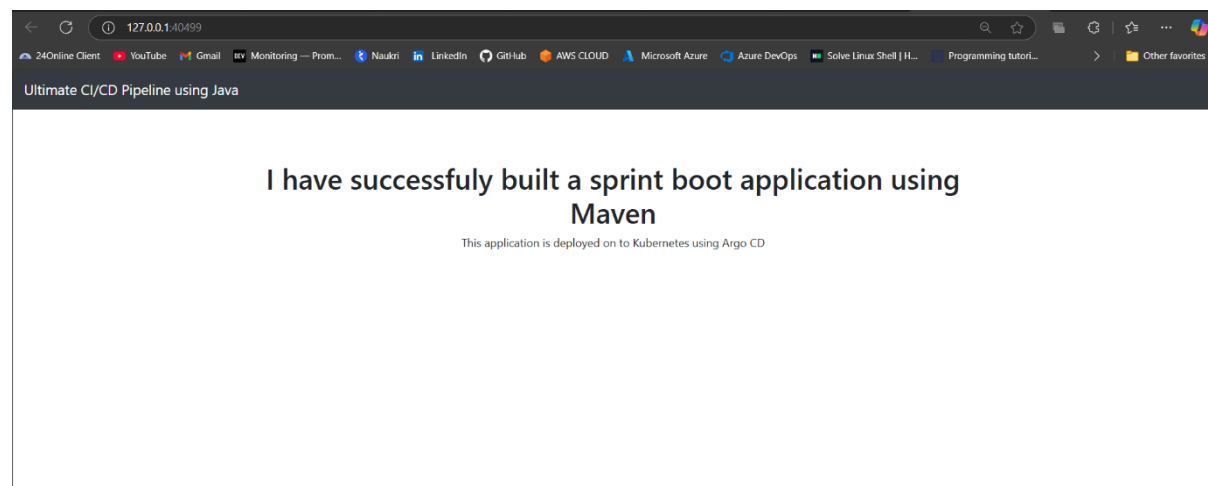 127.0.0.1:40499
24Online Client YouTube Gmail DEV Monitoring — Prom... Naukri in LinkedIn GitHub AWS CLOUD Microsoft Azure Azure DevOps Solve Linux Shell | H... Programming tutori... Other favorites
Ultimate CI/CD Pipeline using Java
I have successfuly built a sprint boot application using
Maven
This application is deployed on to Kubernetes using Argo CD